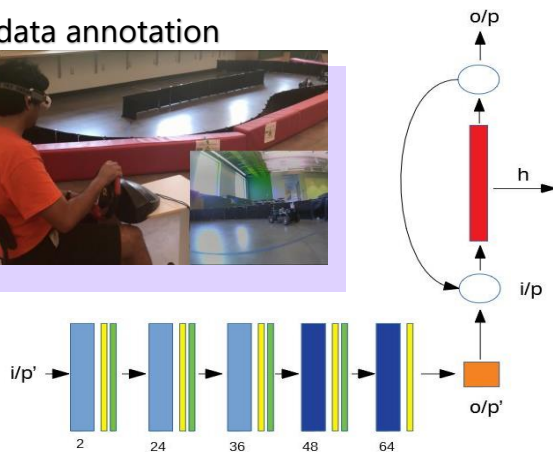 data annotation
o/p
h
i/p
i/p'
o/p'
2
24
36
48
64